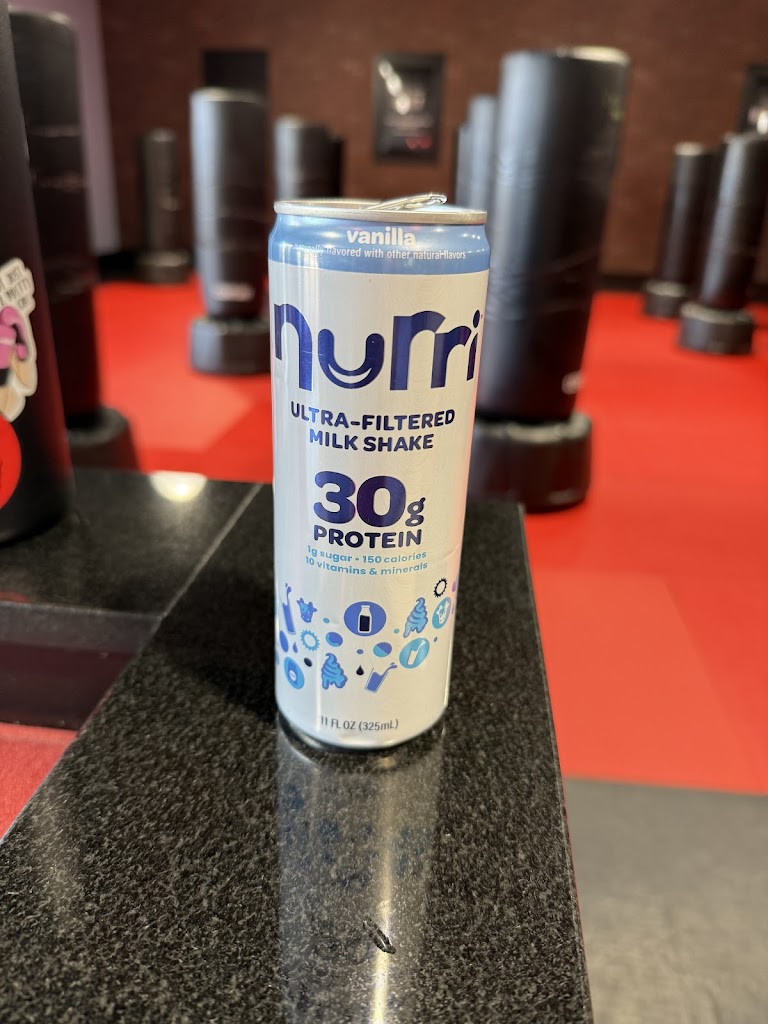 vanilla
Naturally flavored with other natural flavors
nurri
ULTRA-FILTERED
MILK SHAKE
30g
PROTEIN
1g sugar • 150 calories
10 vitamins & minerals
11 FL OZ (325mL)